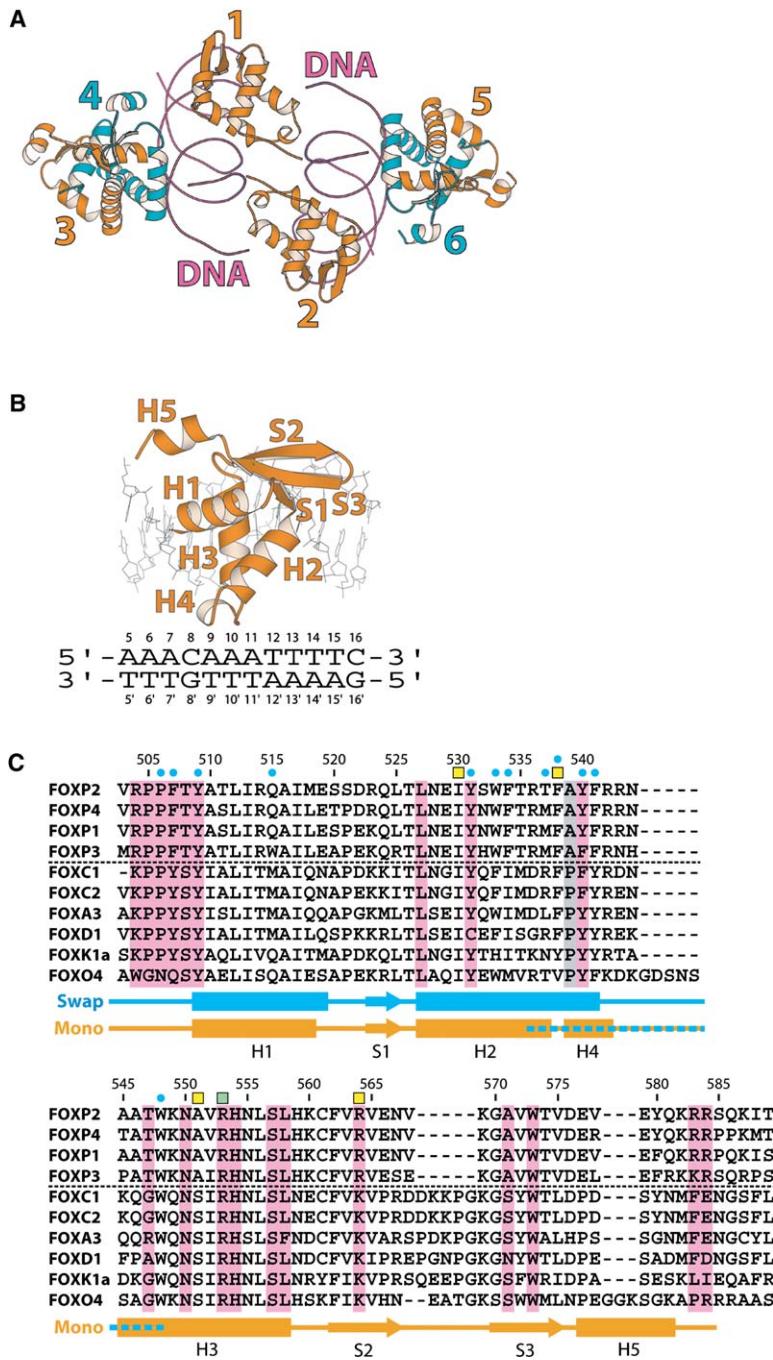 A
1
DNA
4
5
3
6
DNA
2
B
H5
S2
H1
S1
S3
H3
H2
H4
5 6 7 8 9 10 11 12 13 14 15 16
5'-AAACAAATTTTC-3'
3'-TTTGTTTAAAAG-5'
5' 6' 7' 8' 9' 10' 11' 12' 13' 14' 15' 16'
C
505 510 515 520 525 530 535 540
FOXP2 VRPPFTYATLIRQAIMESSDRQLTLNEIYSWFTRTFAYFRRN-----
FOXP4 VRPPFTYASLIRQAILETPDRQLTLNEIYNWFTRMFAYFRRN-----
FOXP1 VRPPFTYASLIRQAILESPEKQLTLNEIYNWFTRMFAYFRRN-----
FOXP3 MRPPFTYATLIRWAILEAPEKQRTLNEIYHWFTRMFAFFRNH-----
FOXC1 -KPPYSYIALITMAIQNAPDKKITLNGIYQFIMDRFPFYRDN-----
FOXC2 VKPPYSYIALITMAIQNAPEKKITLNGIYQFIMDRFPFYREN-----
FOXA3 AKPPYSYISLITMAIQQAPGKMLTLSEIYQWIMDLFPYYREN-----
FOXD1 VKPPYSYIALITMAILQSPKKRLTLSEICEFISGRFPYYREK-----
FOXK1a SKPPYSYAQLIVQAITMAPDKQLTLNGIYTHITKNYPYYRTA-----
FOXO4 AWGNQSYAELISQAIESAPEKRLTLAQIYEWMVRTVPYFKDKGDSNS
Swap
Mono
H1 S1 H2 H4
545 550 555 560 565 570 575 580 585
FOXP2 AATWKNAVRHNLSLHKCFVRVENV-----KGAVWTVDEV---EYQKRRSQKIT
FOXP4 TATWKNAVRHNLSLHKCFVRVENV-----KGAVWTVDER---EYQKRRPPKMT
FOXP1 AATWKNAVRHNLSLHKCFVRVENV-----KGAVWTVDEV---EFQKRRPQKIS
FOXP3 PATWKNAIRHNLSLHKCFVRVESE-----KGAVWTVDEL---EFRKKRSQRPS
FOXC1 KQGWQNSIRHNLSLNECFVKVPRDDKKPGKGSYWTLDPD---SYNMFENGSFL
FOXC2 KQGWQNSIRHNLSLNECFVKVPRDDKKPGKGSYWTLDPD---SYNMFENGSFL
FOXA3 QQRWQNSIRHSLSFNDCFVKVARSPDKPGKGSYWALHPS---SGNMFENGCYL
FOXD1 FPAWQNSIRHNLSLNDCFVKIPREPGNPGKGNYWTLDPE---SADMFDNGSFL
FOXK1a DKGWQNSIRHNLSLNRYFIKVPRSQEEPGKGSFWRIDPA---ESKLIEQAFR
FOXO4 SAGWKNSIRHNLSLHSKFIKVHN--EATGKSSWWMLNPEGGKSGKAPRRRAAS
Mono
H3 S2 S3 H5